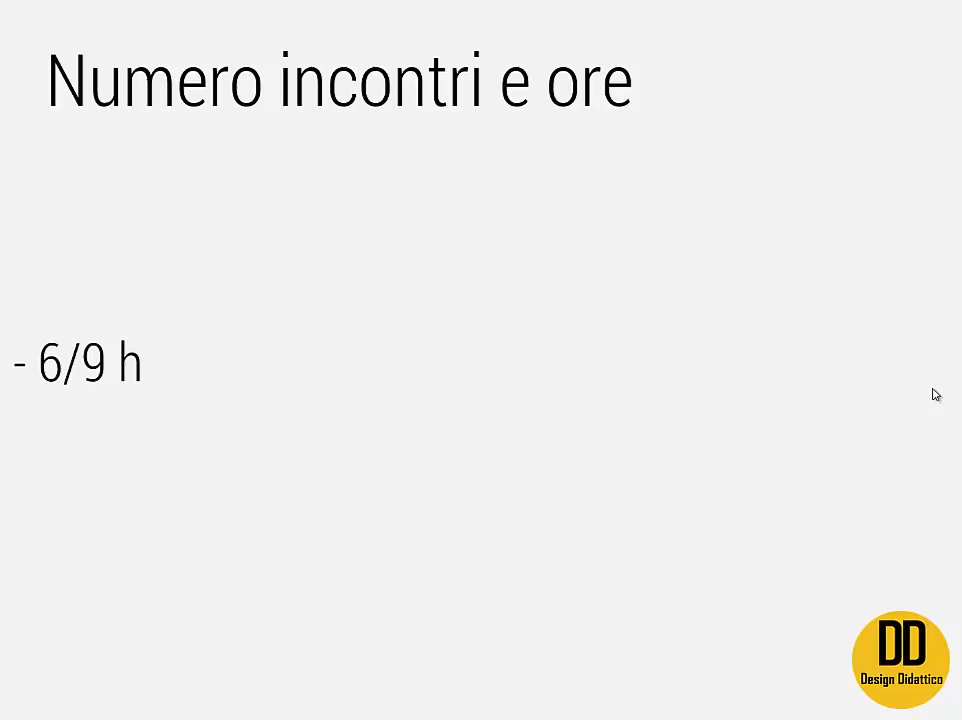 Numero incontri e ore
- 6/9 h
DD
Design Didattico